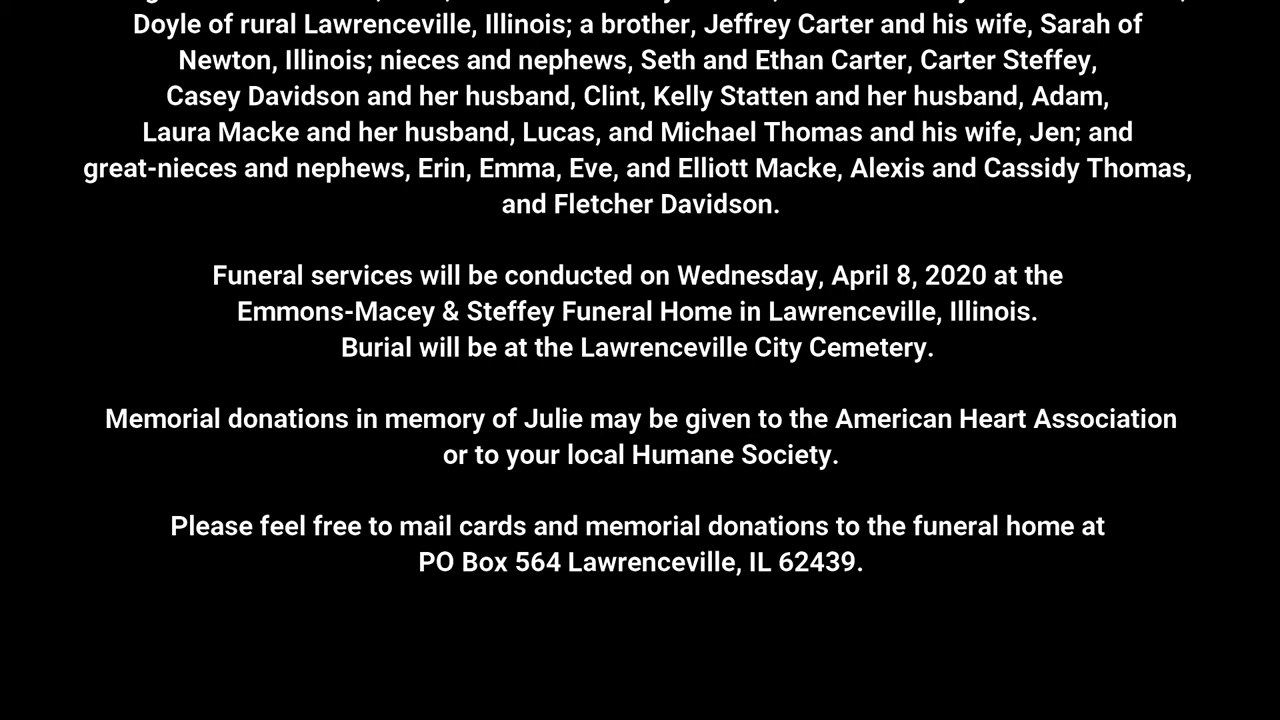 Doyle of rural Lawrenceville, Illinois; a brother, Jeffrey Carter and his wife, Sarah of
Newton, Illinois; nieces and nephews, Seth and Ethan Carter, Carter Steffey,
Casey Davidson and her husband, Clint, Kelly Statten and her husband, Adam,
Laura Macke and her husband, Lucas, and Michael Thomas and his wife, Jen; and
great-nieces and nephews, Erin, Emma, Eve, and Elliott Macke, Alexis and Cassidy Thomas,
and Fletcher Davidson.
Funeral services will be conducted on Wednesday, April 8, 2020 at the
Emmons-Macey & Steffey Funeral Home in Lawrenceville, Illinois.
Burial will be at the Lawrenceville City Cemetery.
Memorial donations in memory of Julie may be given to the American Heart Association
or to your local Humane Society.
Please feel free to mail cards and memorial donations to the funeral home at
PO Box 564 Lawrenceville, IL 62439.